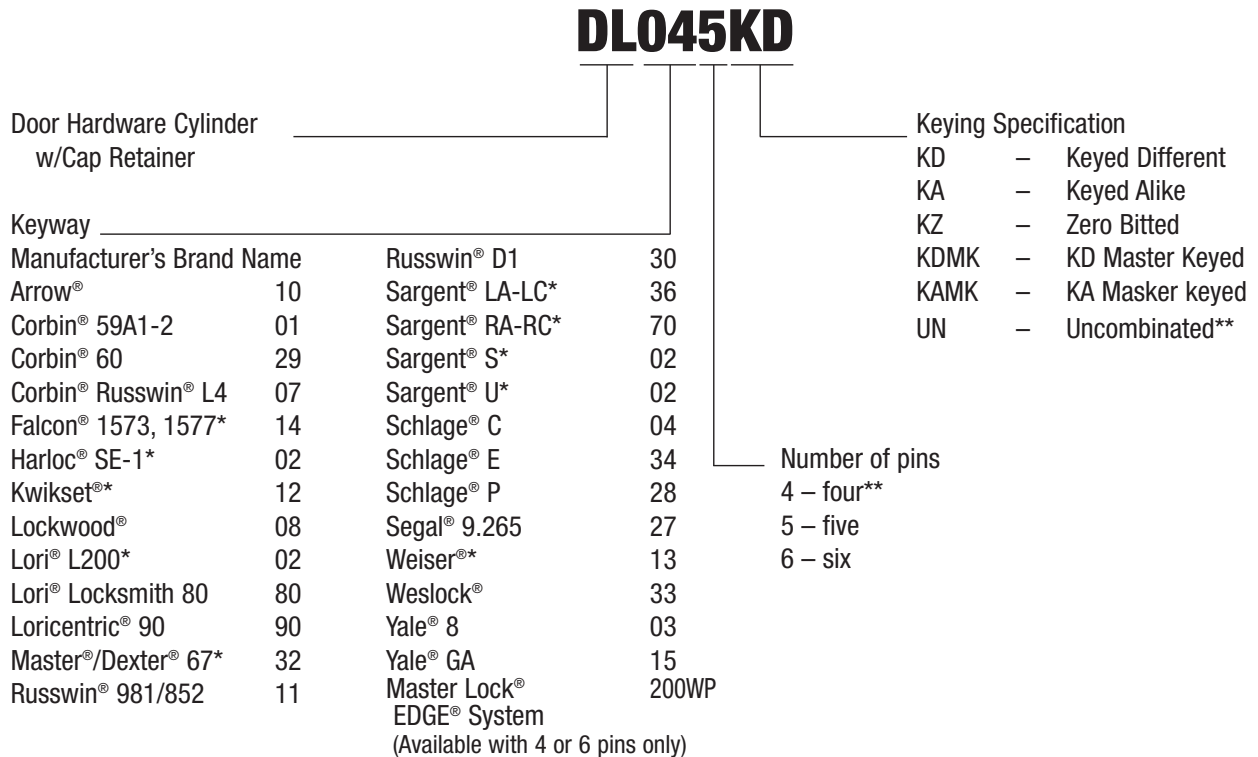 DL045KD
Door Hardware Cylinder
w/Cap Retainer
Keyway
Manufacturer's Brand Name
Arrow® 10
Corbin® 59A1-2 01
Corbin® 60 29
Corbin® Russwin® L4 07
Falcon® 1573, 1577* 14
Harloc® SE-1* 02
Kwikset®* 12
Lockwood® 08
Lori® L200* 02
Lori® Locksmith 80 80
Loricentric® 90 90
Master®/Dexter® 67* 32
Russwin® 981/852 11
Russwin® D1 30
Sargent® LA-LC* 36
Sargent® RA-RC* 70
Sargent® S* 02
Sargent® U* 02
Schlage® C 04
Schlage® E 34
Schlage® P 28
Segal® 9.265 27
Weiser®* 13
Weslock® 33
Yale® 8 03
Yale® GA 15
Master Lock® 200WP
EDGE® System
(Available with 4 or 6 pins only)
Number of pins
4 – four**
5 – five
6 – six
Keying Specification
KD – Keyed Different
KA – Keyed Alike
KZ – Zero Bitted
KDMK – KD Master Keyed
KAMK – KA Masker keyed
UN – Uncombinated**